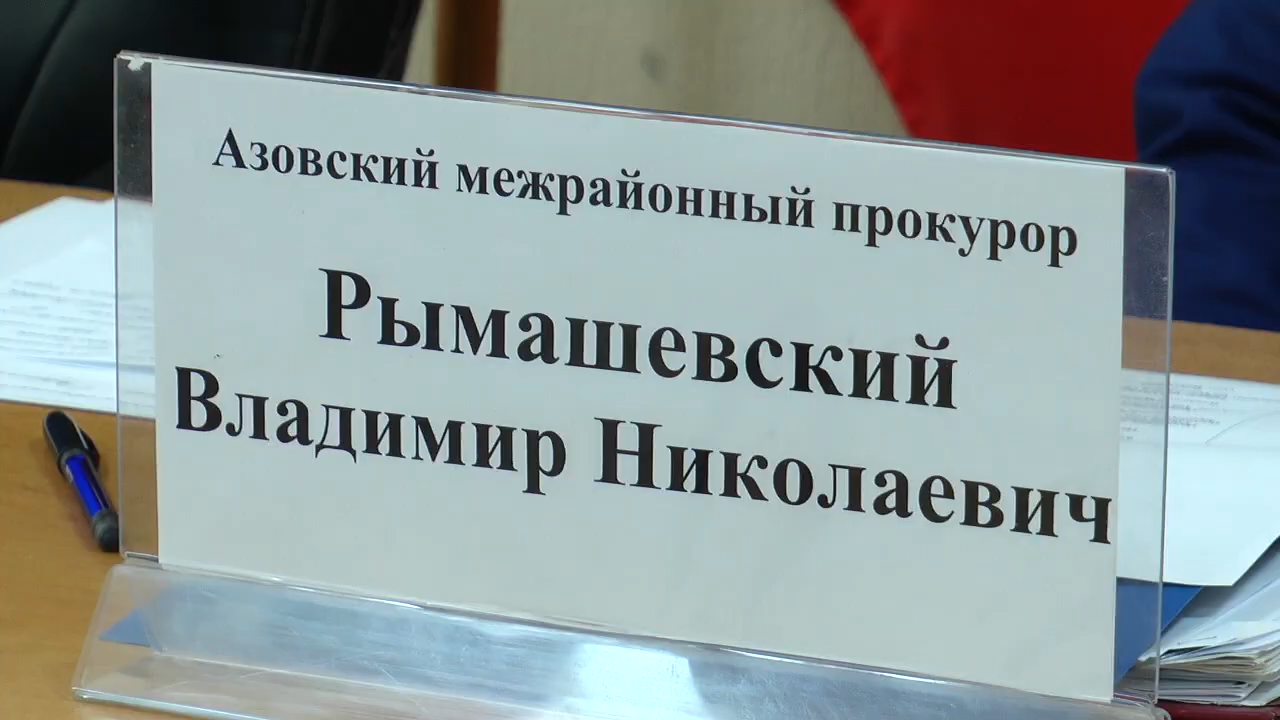 Азовский межрайонный прокурор
Рымашевский
Владимир Николаевич